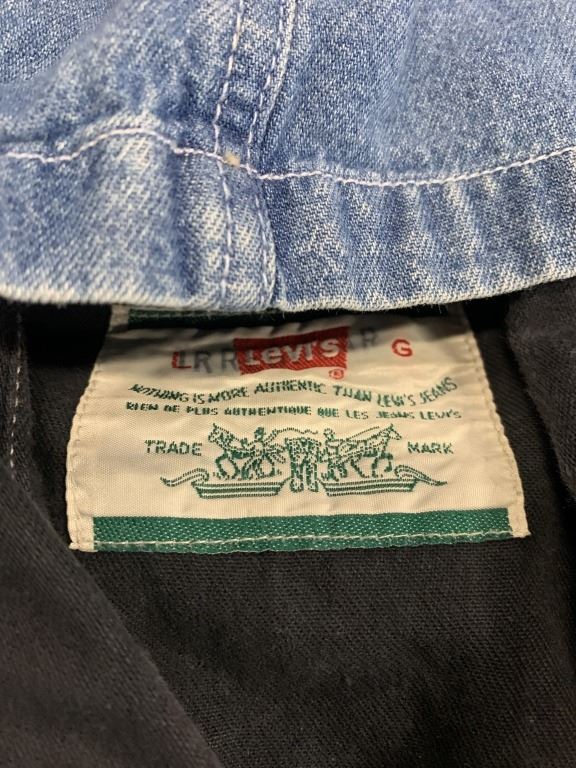 L R R Levi's R G
®
NOTHING IS MORE AUTHENTIC THAN LEVI'S JEANS
RIEN DE PLUS AUTHENTIQUE QUE LES JEANS LEVI'S
TRADE MARK